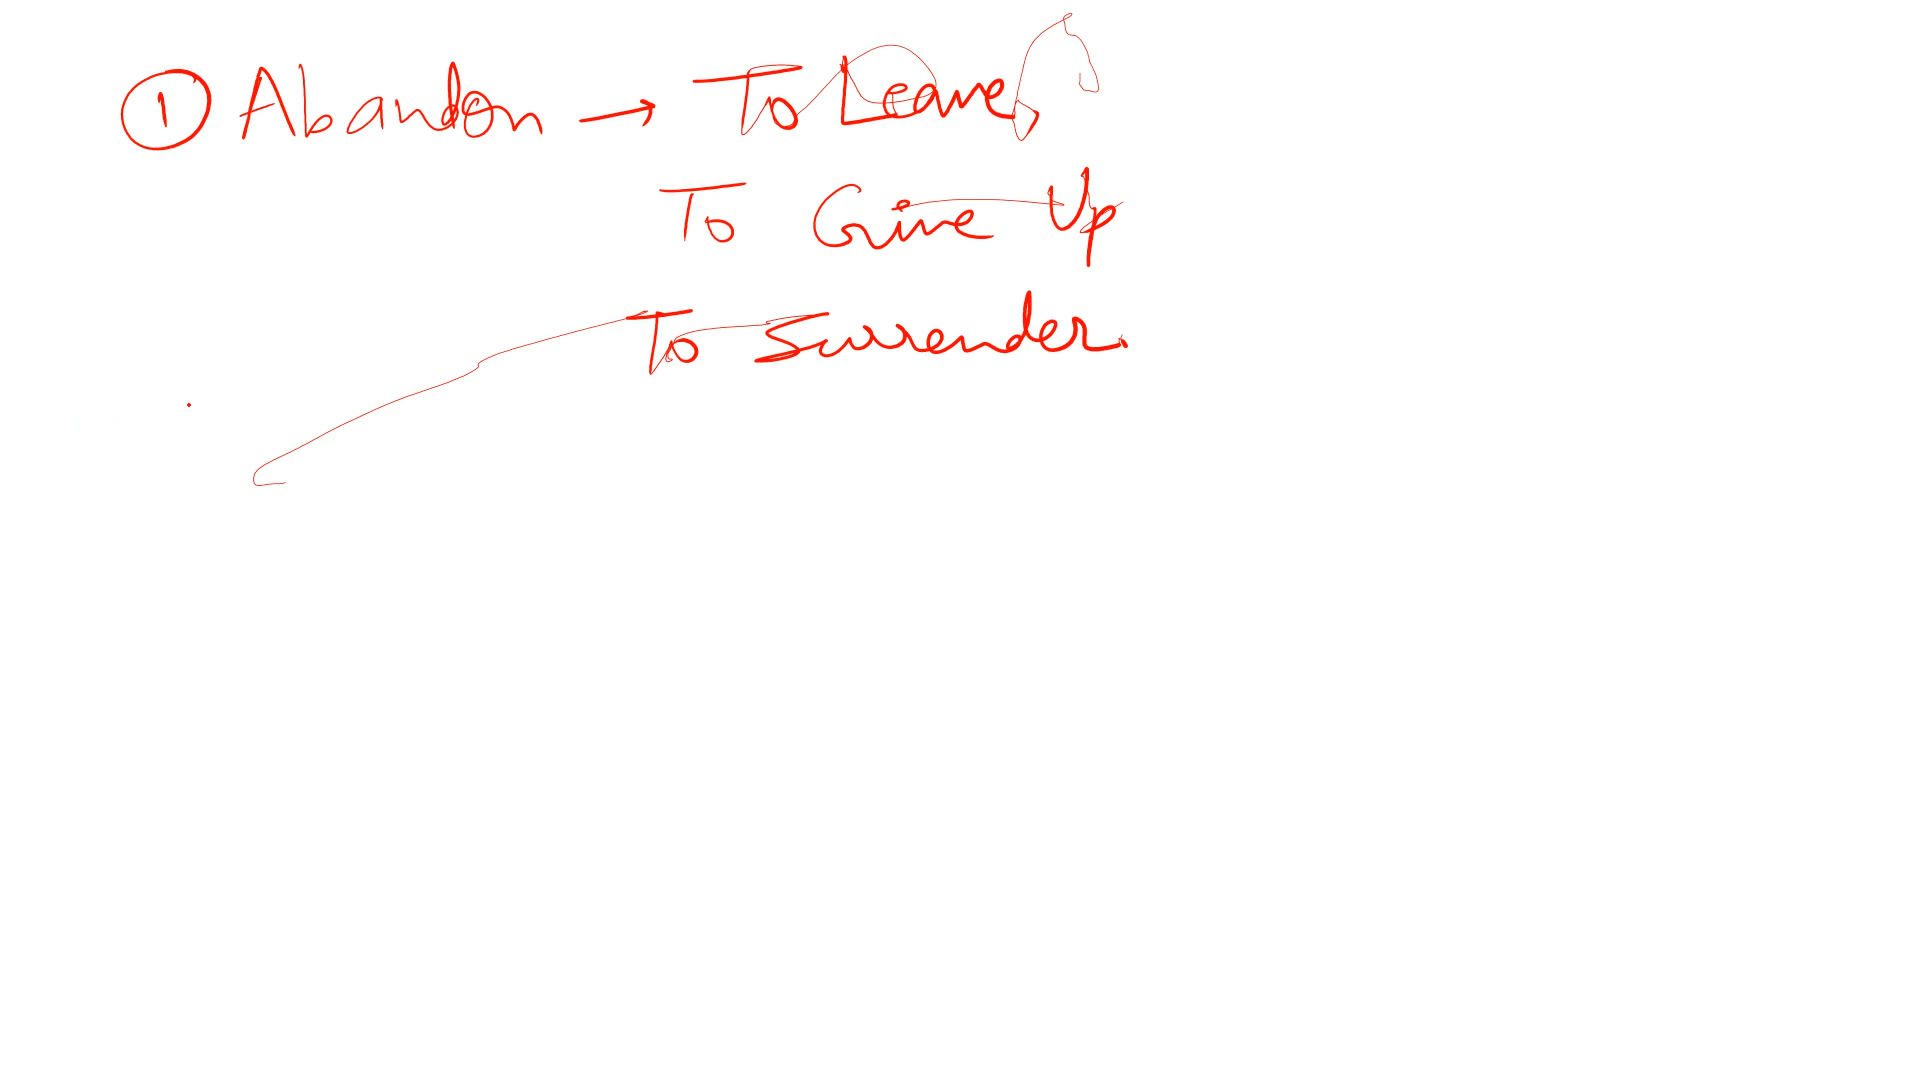 ① Abandon → To Leave,
To Give Up
To Surrender.